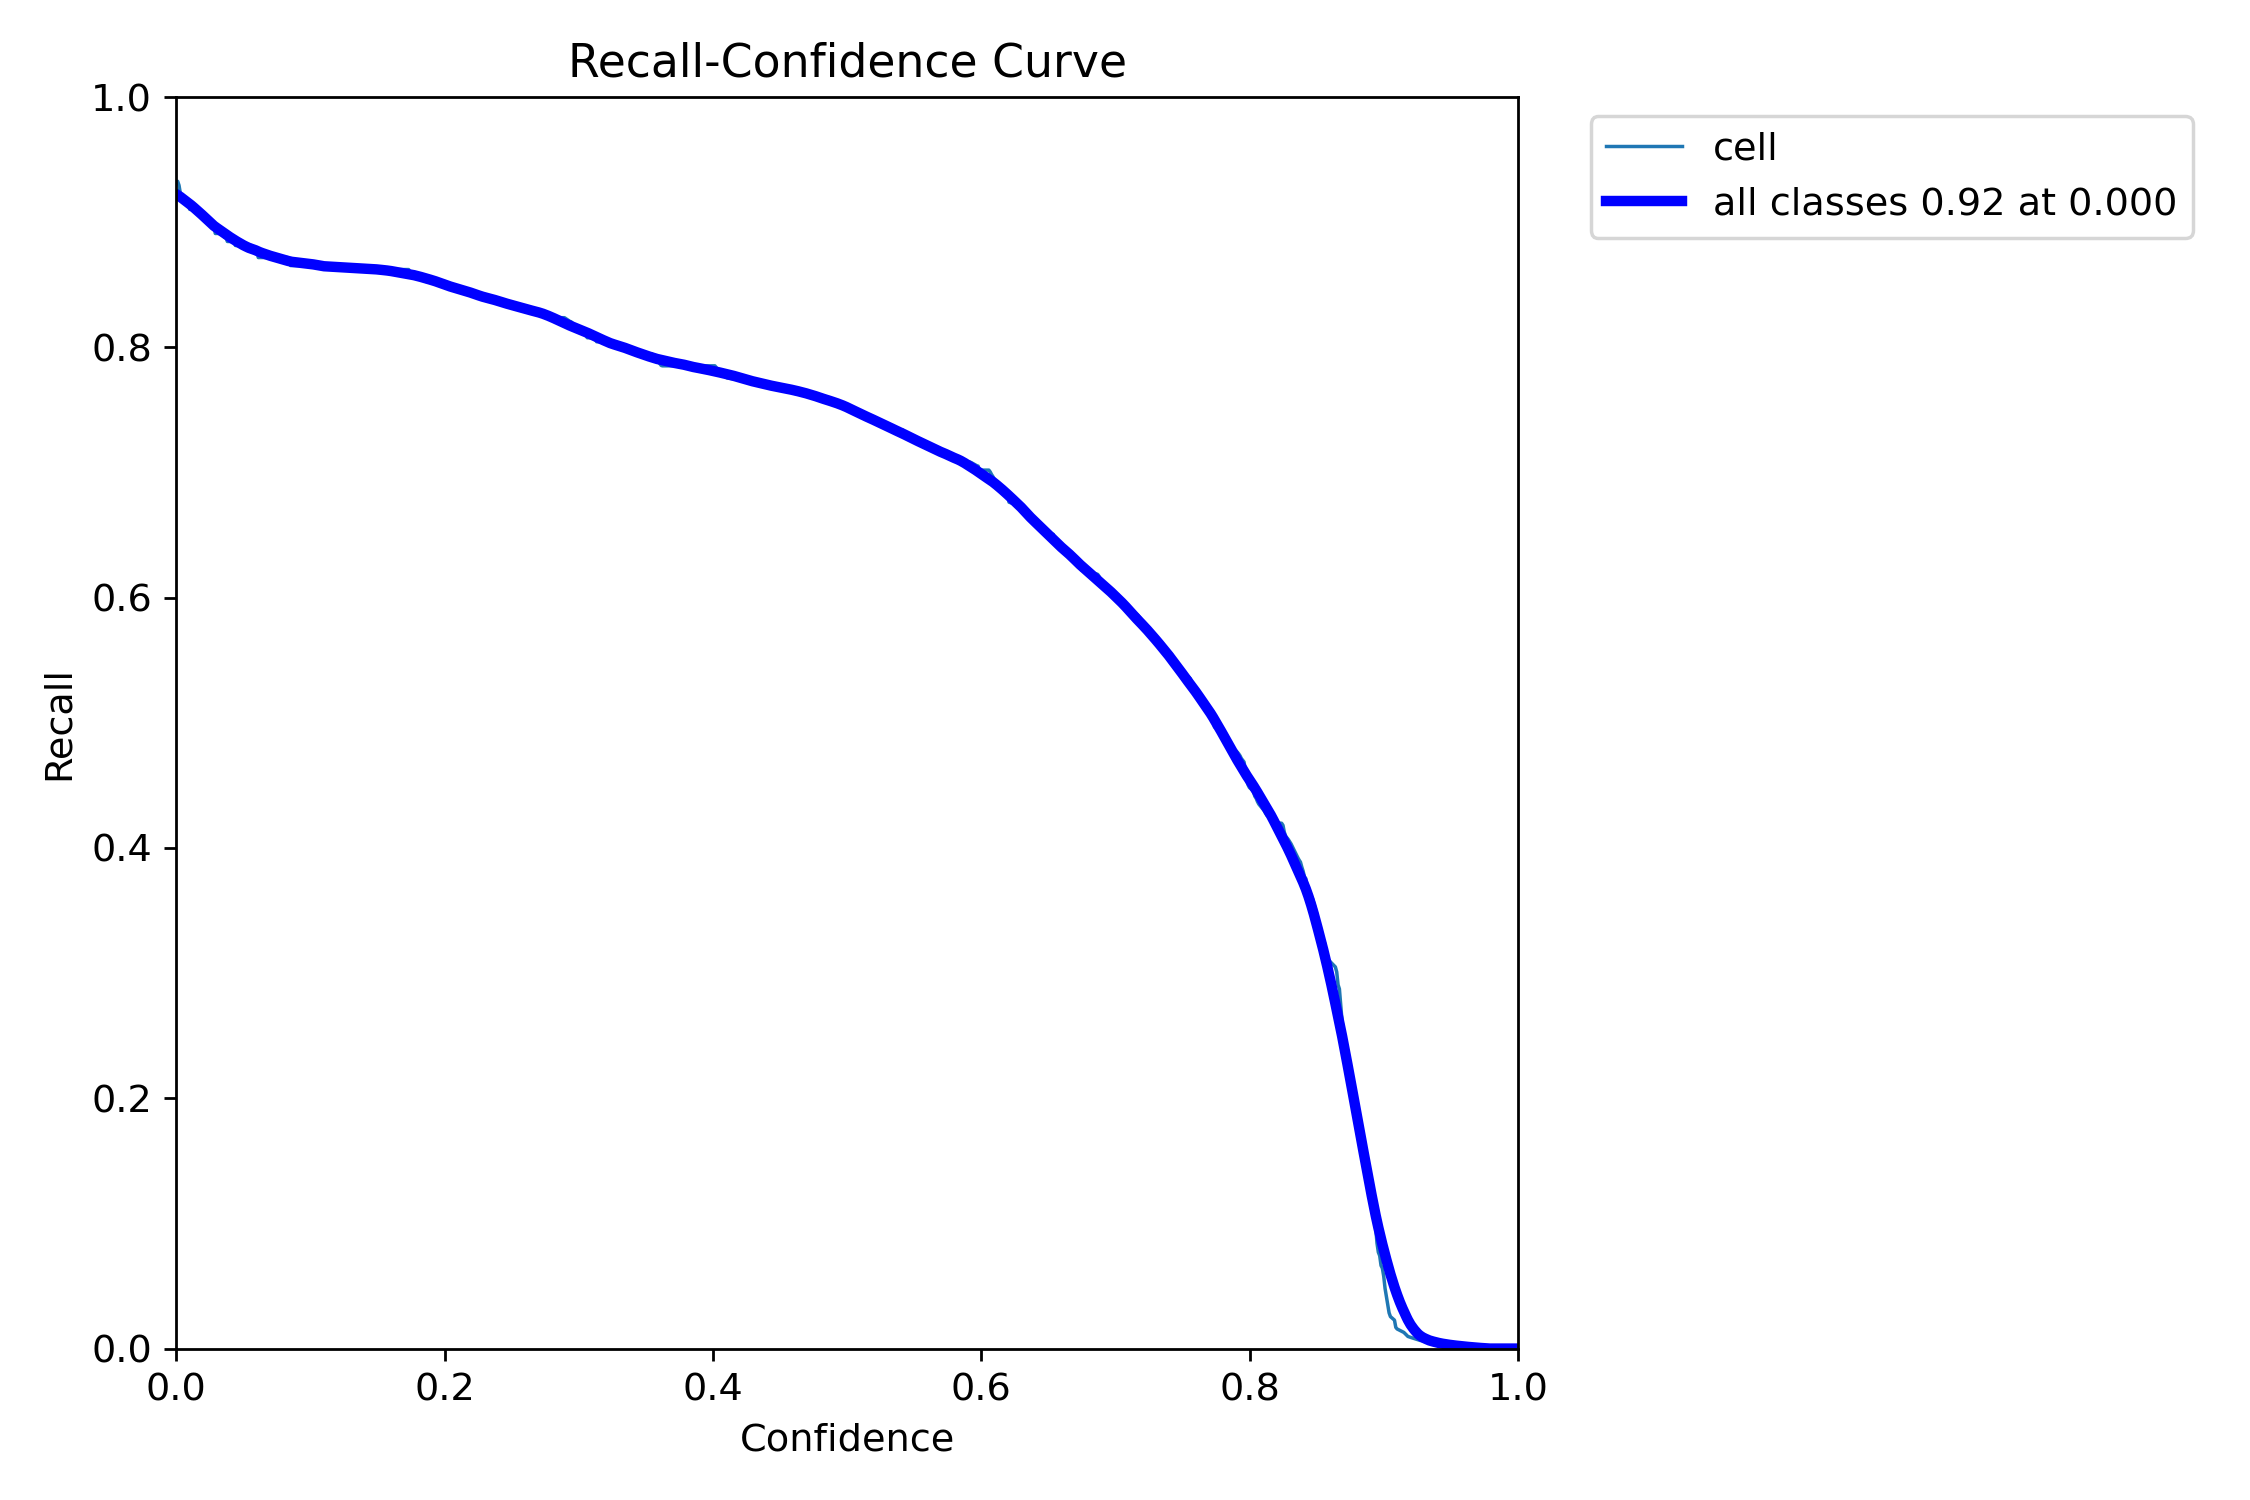 Recall-Confidence Curve
1.0
0.8
0.6
0.4
0.2
0.0
Recall
0.0 0.2 0.4 0.6 0.8 1.0
Confidence
cell
all classes 0.92 at 0.000